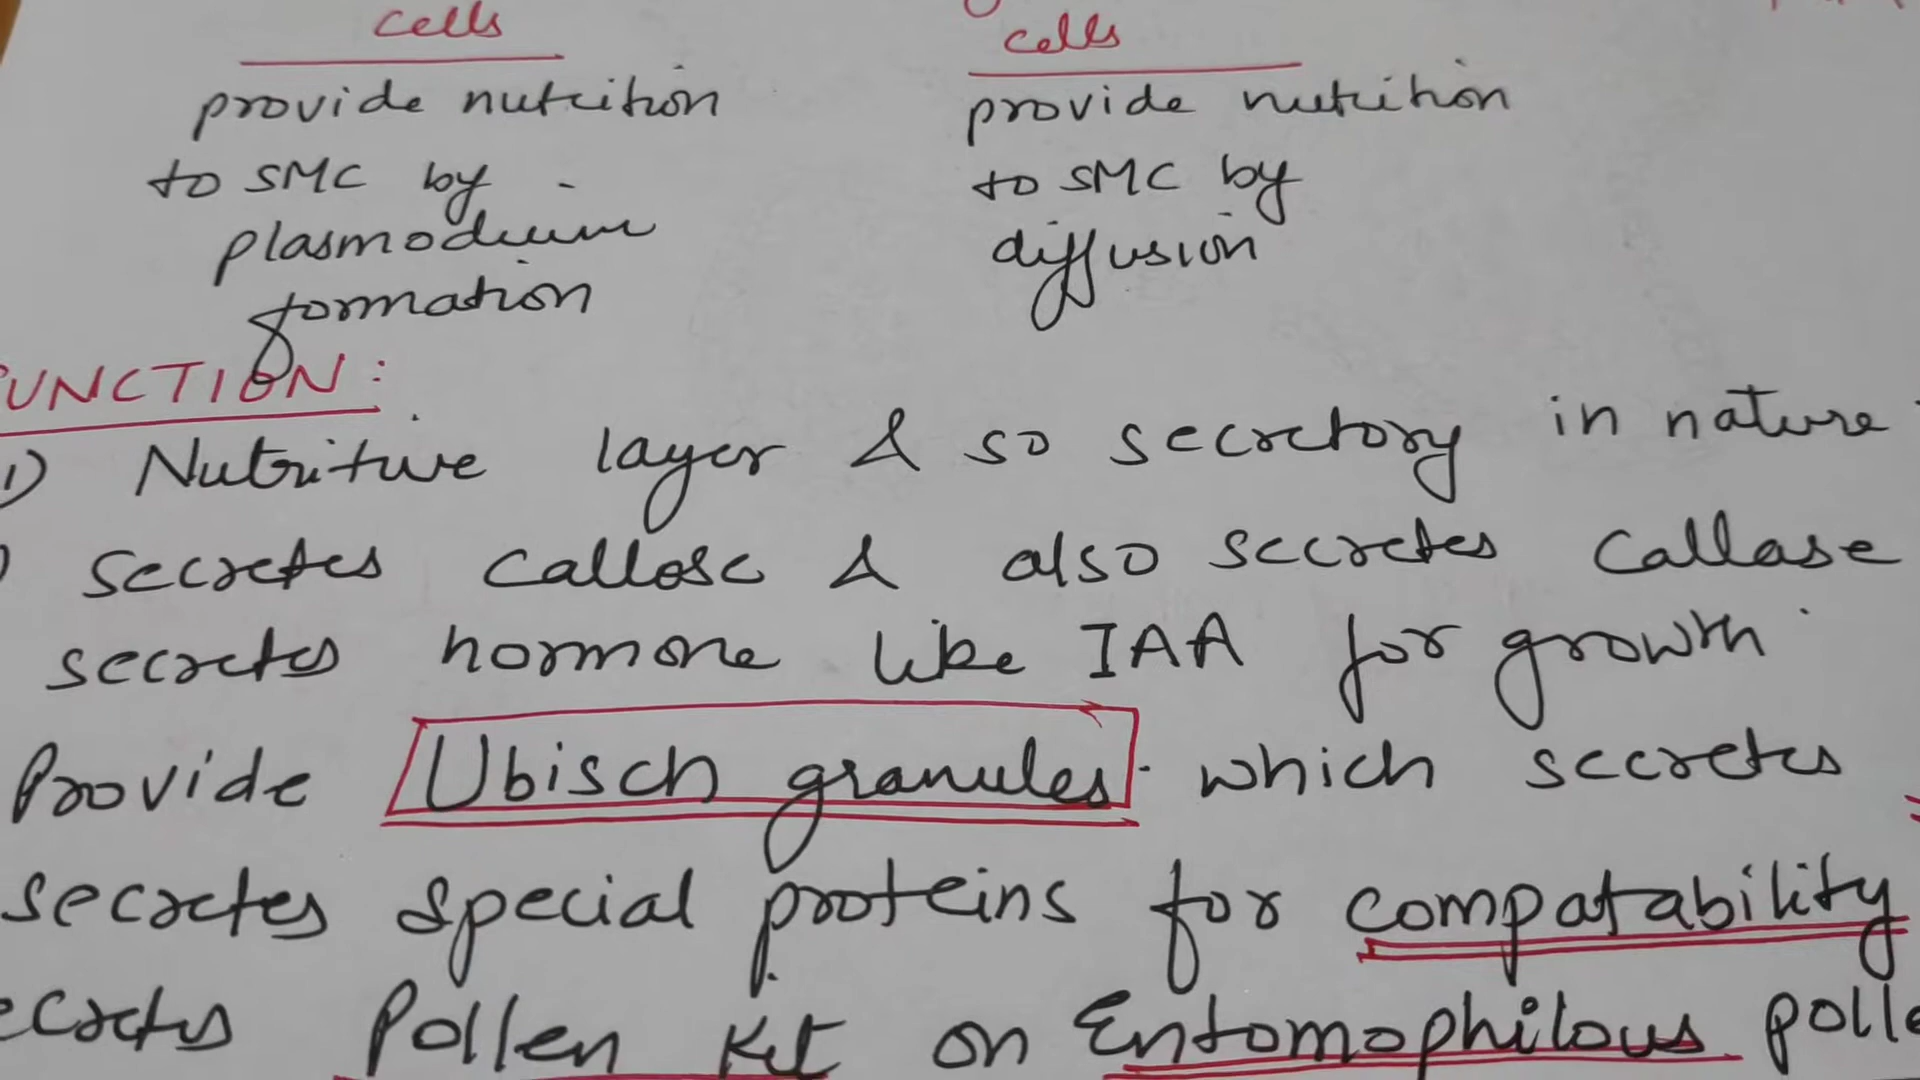 cells
provide nutrition
to SMC by
plasmodium
formation
cells
provide nutrition
to SMC by
diffusion
FUNCTION:
1) Nutritive layer & so secretory in nature
secretes callose & also secretes callase
secretes hormone like IAA for growth
Provide Ubisch granules which secretes
secretes special proteins for compatability
ecretes Pollen Kit on Entomophilous polle